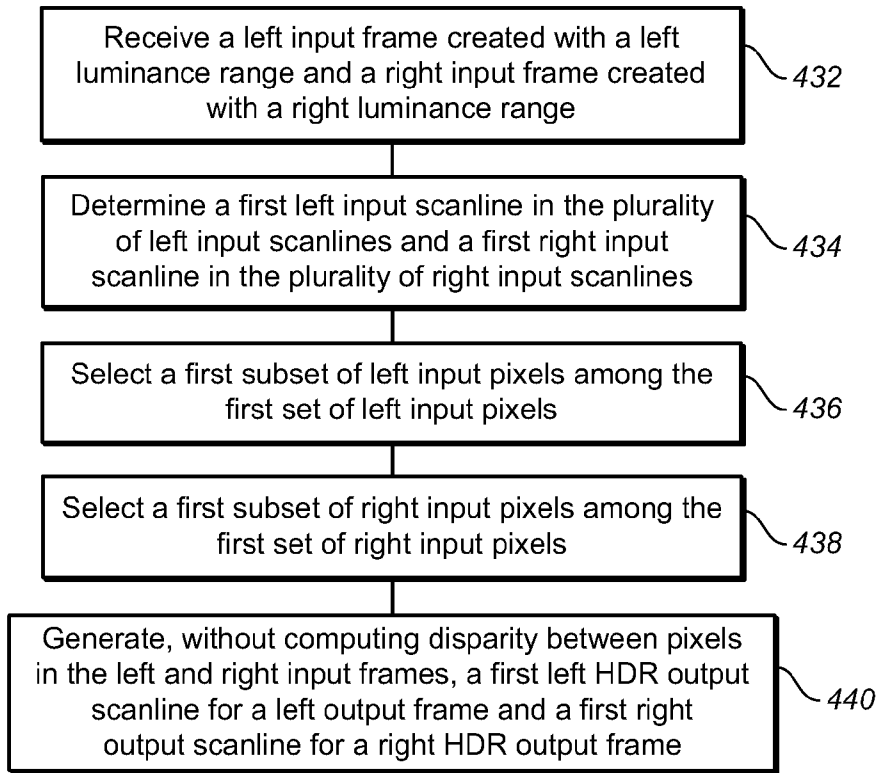 Receive a left input frame created with a left
luminance range and a right input frame created
with a right luminance range
432
Determine a first left input scanline in the plurality
of left input scanlines and a first right input
scanline in the plurality of right input scanlines
434
Select a first subset of left input pixels among the
first set of left input pixels
436
Select a first subset of right input pixels among the
first set of right input pixels
438
Generate, without computing disparity between pixels
in the left and right input frames, a first left HDR output
scanline for a left output frame and a first right
output scanline for a right HDR output frame
440